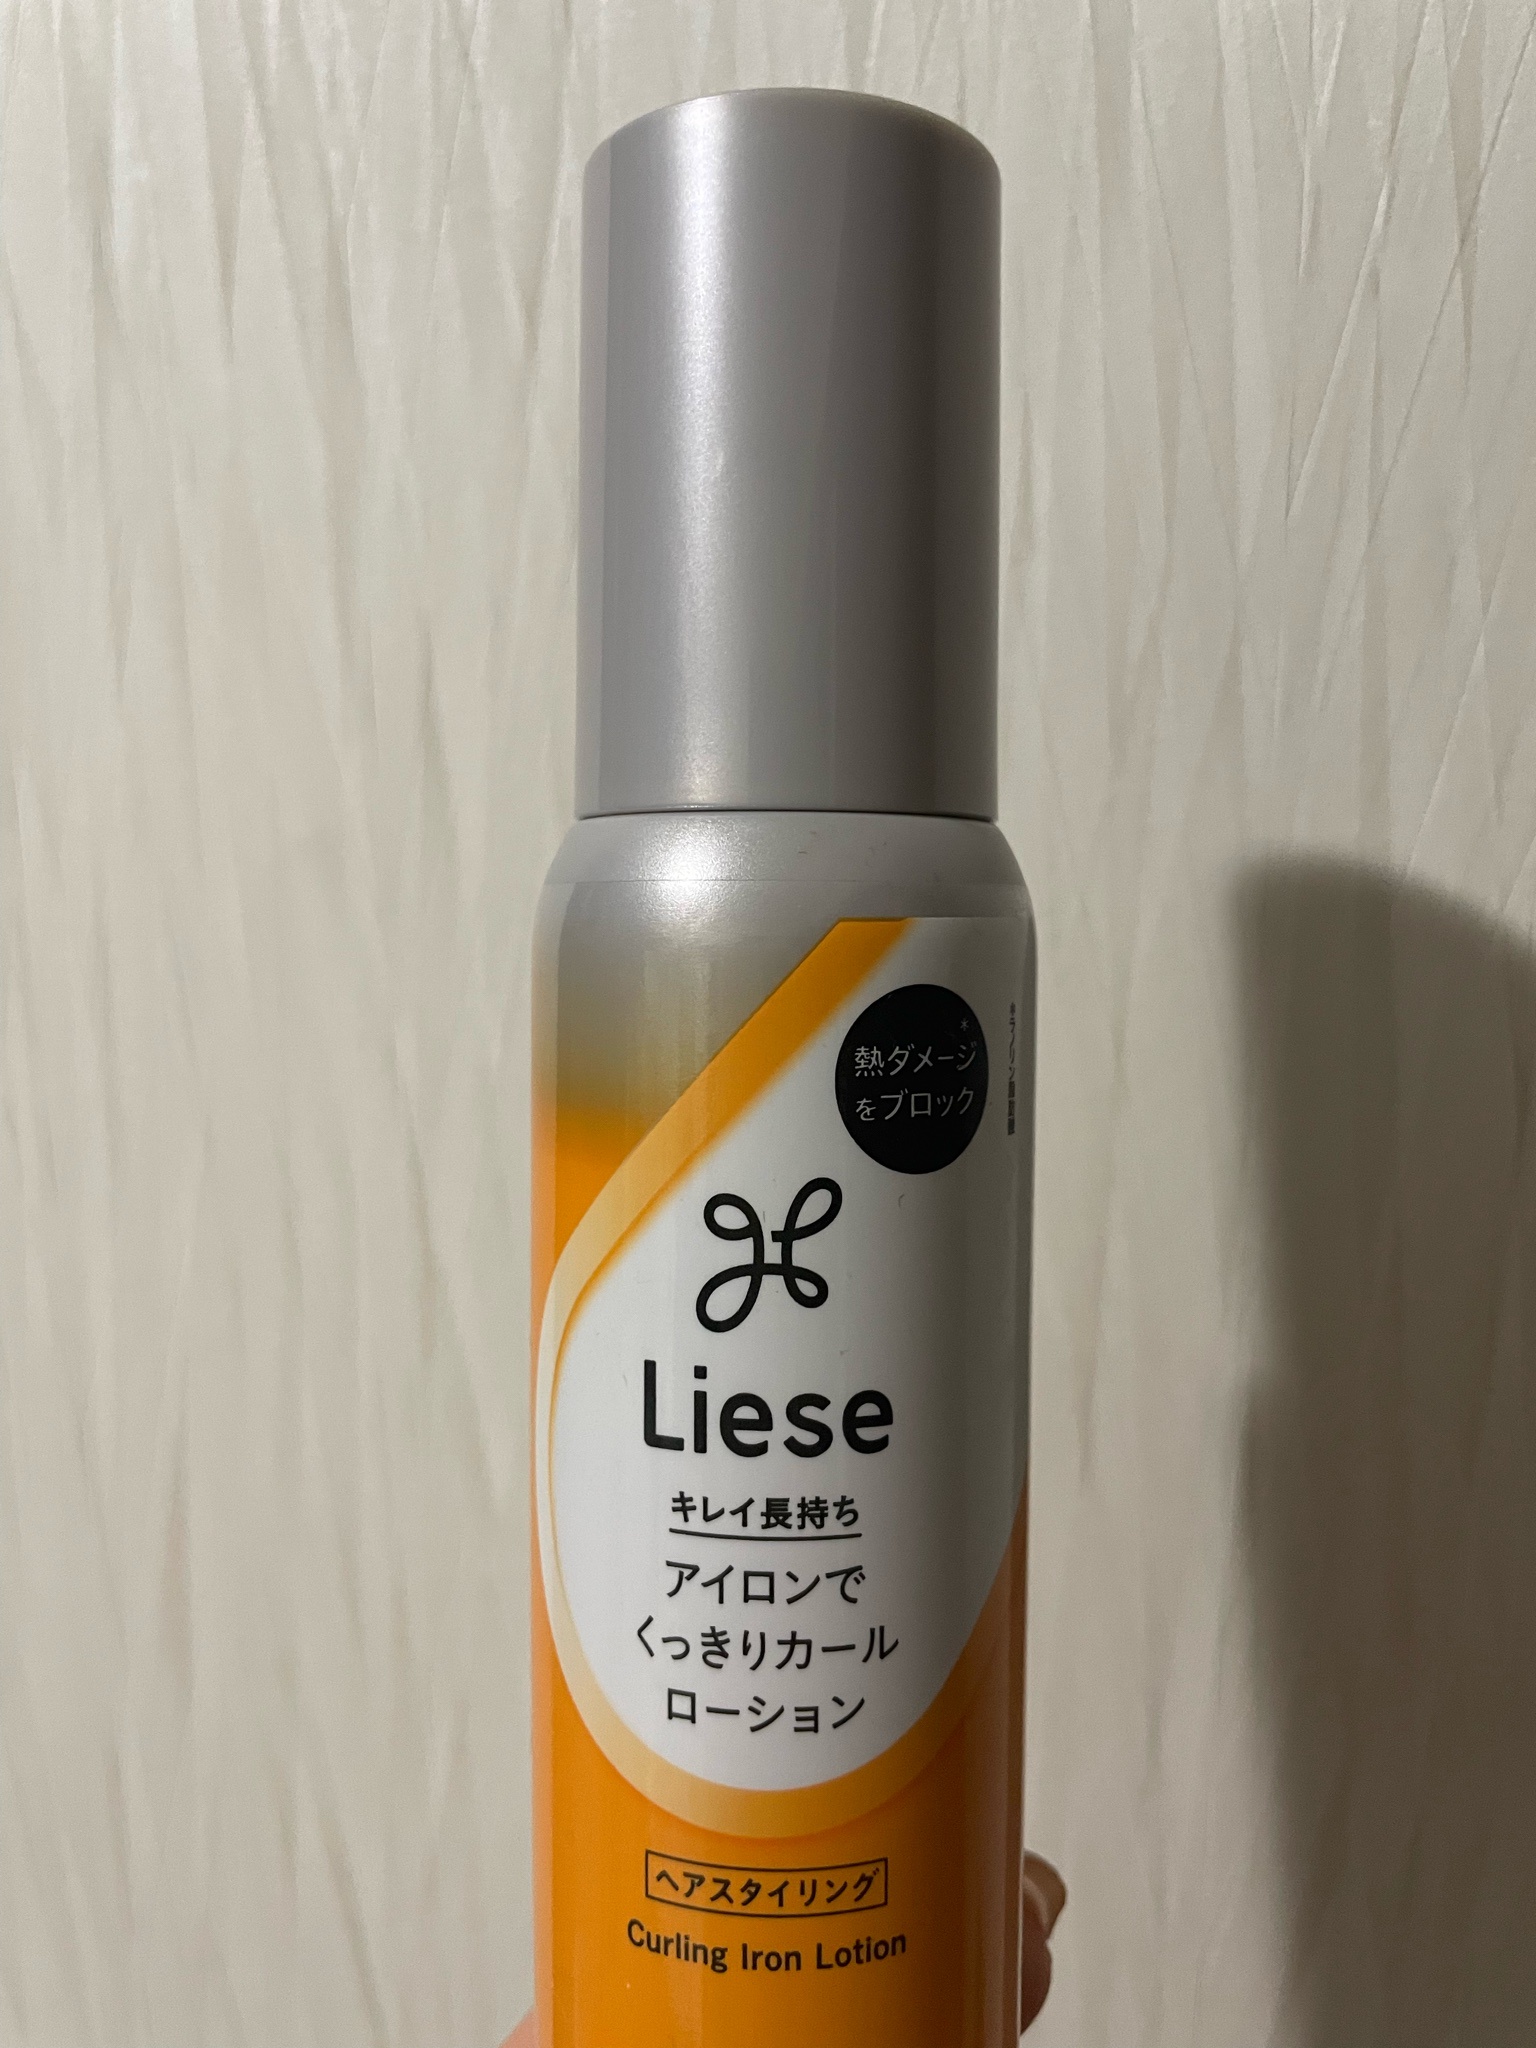 *
熱ダメージ
をブロック
Liese
キレイ長持ち
アイロンで
くっきりカール
ローション
ヘアスタイリング
Curling Iron Lotion